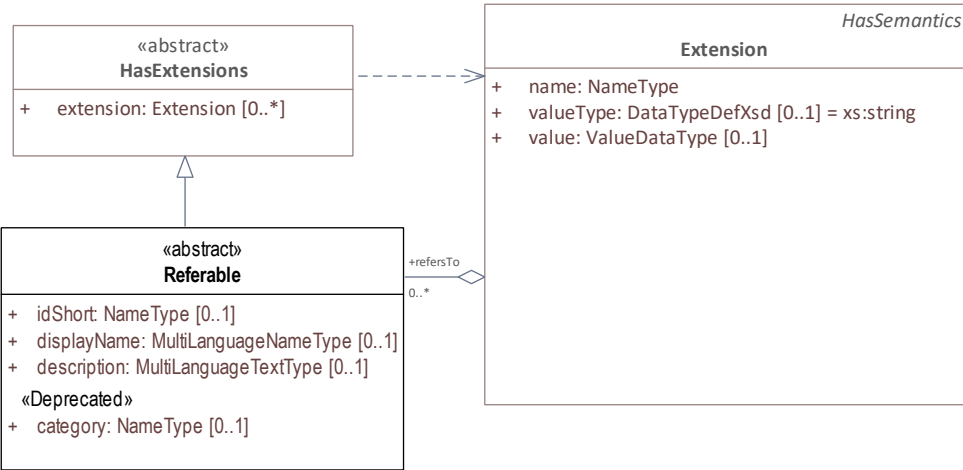 «abstract»
HasExtensions
+ extension: Extension [0..*]
HasSemantics
Extension
+ name: NameType
+ valueType: DataTypeDefXsd [0..1] = xs:string
+ value: ValueDataType [0..1]
«abstract»
Referable
+ idShort: NameType [0..1]
+ displayName: MultiLanguageNameType [0..1]
+ description: MultiLanguageTextType [0..1]
«Deprecated»
+ category: NameType [0..1]
+refersTo
0..*